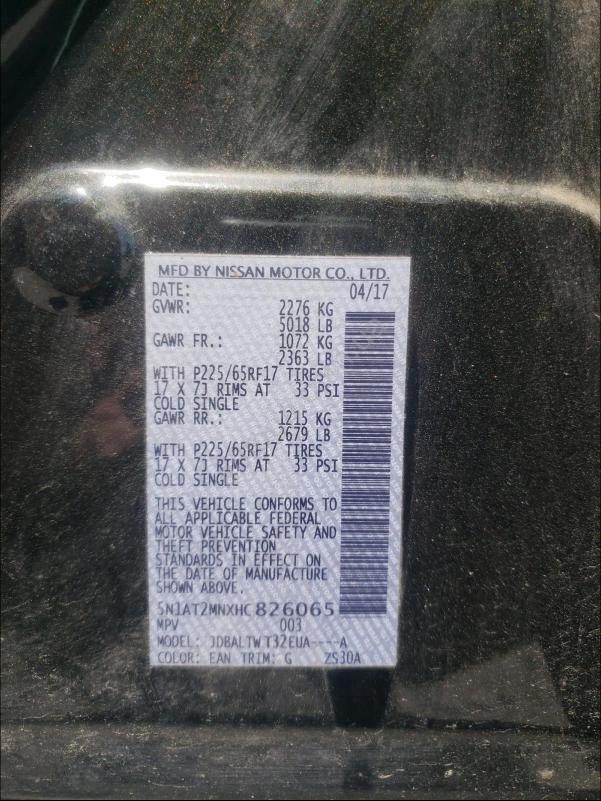 MFD BY NISSAN MOTOR CO., LTD.
DATE: 04/17
GVWR: 2276 KG
5018 LB
GAWR FR.: 1072 KG
2363 LB
WITH P225/65RF17 TIRES
17 X 7J RIMS AT 33 PSI
COLD SINGLE
GAWR RR.: 1215 KG
2679 LB
WITH P225/65RF17 TIRES
17 X 7J RIMS AT 33 PSI
COLD SINGLE
THIS VEHICLE CONFORMS TO
ALL APPLICABLE FEDERAL
MOTOR VEHICLE SAFETY AND
THEFT PREVENTION
STANDARDS IN EFFECT ON
THE DATE OF MANUFACTURE
SHOWN ABOVE.
5N1AT2MNXHC826065
MPV 003
MODEL: JDBALTW T32EUA----A
COLOR: EAN TRIM: G ZS30A